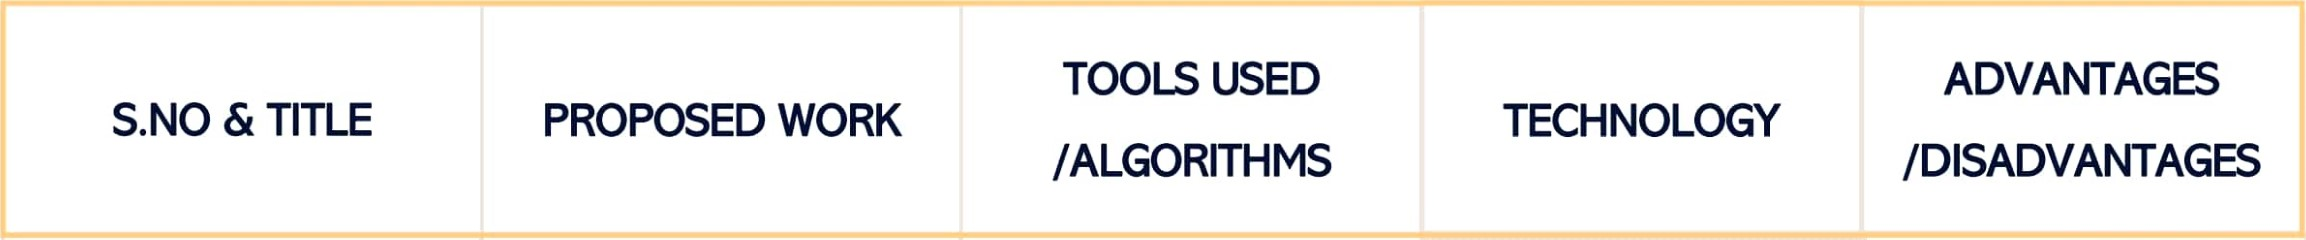 S.NO & TITLE
PROPOSED WORK
TOOLS USED
/ALGORITHMS
TECHNOLOGY
ADVANTAGES
/DISADVANTAGES